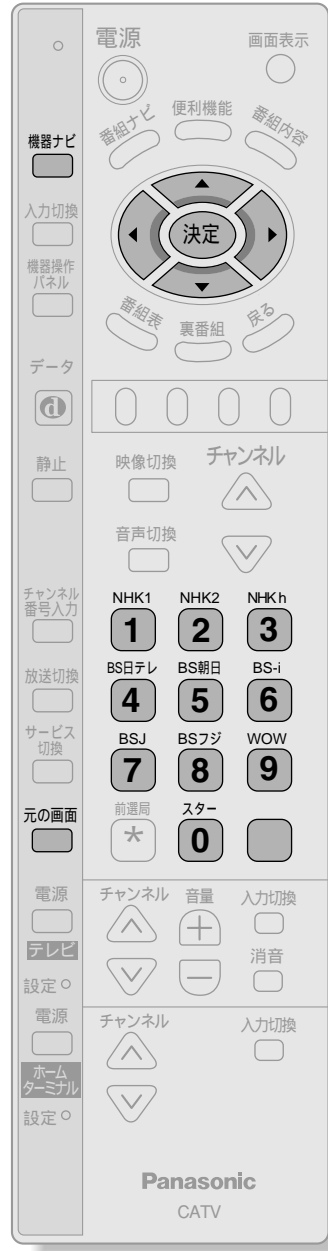 電源
画面表示
番組ナビ
便利機能
番組内容
機器ナビ
決定
入力切換
機器操作
パネル
番組表
裏番組
戻る
データ
d
静止
映像切換
チャンネル
音声切換
チャンネル
番号入力
NHK1 NHK2 NHK h
1 2 3
放送切換
BS日テレ BS朝日 BS-i
4 5 6
サービス
切換
BSJ BSフジ WOW
7 8 9
元の画面
前選局 スター
* 0
電源
テレビ
設定
チャンネル 音量 入力切換
＋
消音
－
電源
ホーム
ターミナル
設定
チャンネル 入力切換
Panasonic
CATV